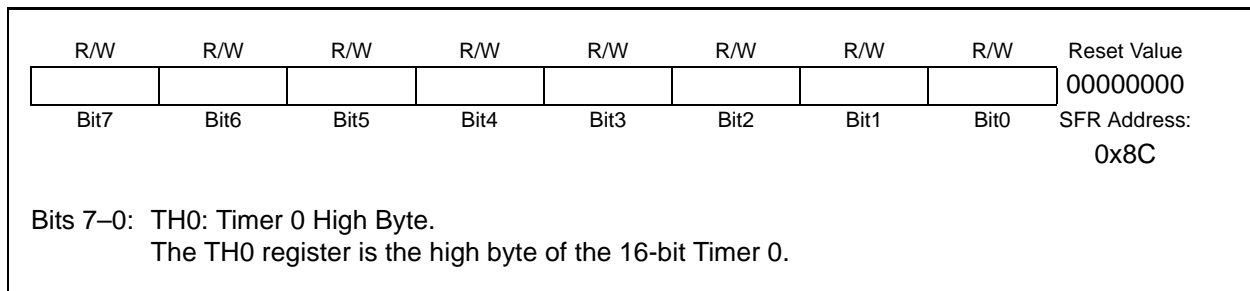 R/W R/W R/W R/W R/W R/W R/W R/W Reset Value
00000000
Bit7 Bit6 Bit5 Bit4 Bit3 Bit2 Bit1 Bit0 SFR Address:
0x8C
Bits 7–0: TH0: Timer 0 High Byte.
The TH0 register is the high byte of the 16-bit Timer 0.